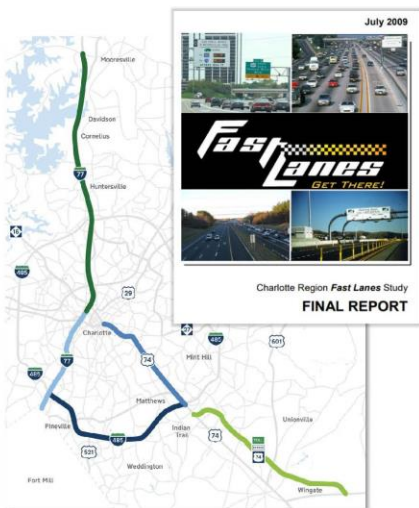 July 2009
FAST LANES
GET THERE!
Charlotte Region Fast Lanes Study
FINAL REPORT
Mooresville
Davidson
Cornelius
77
Huntersville
485
29
Charlotte
27
601
77
74
Mint Hill
485
Matthews
Pineville
Indian
Trail
Unionville
485
74
521
74
Weddington
Fort Mill
Wingate